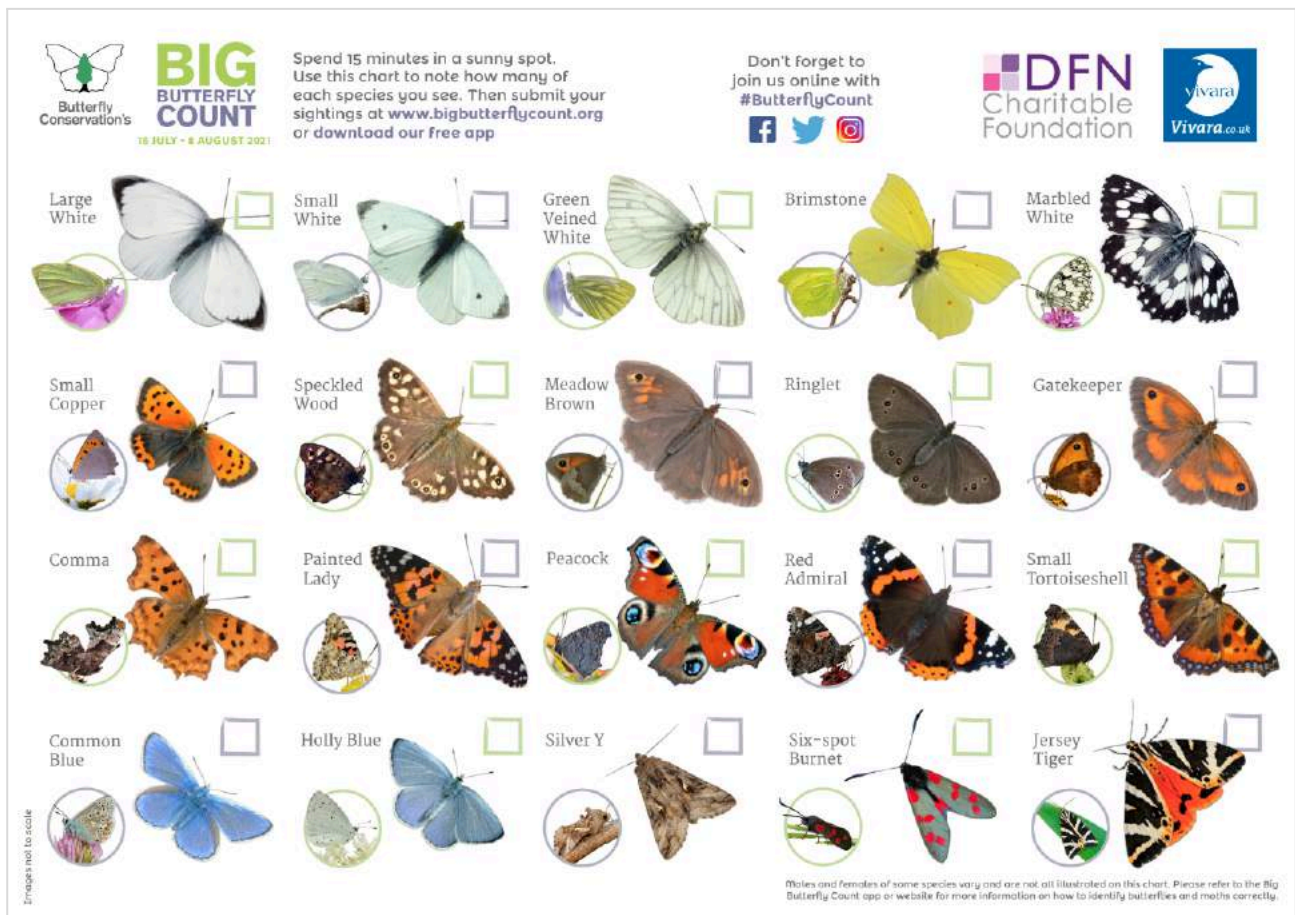 Butterfly
Conservation's
BIG
BUTTERFLY
COUNT
16 JULY – 8 AUGUST 2021
Spend 15 minutes in a sunny spot.
Use this chart to note how many of
each species you see. Then submit your
sightings at www.bigbutterflycount.org
or download our free app
Don't forget to
join us online with
#ButterflyCount
DFN
Charitable
Foundation
vivara
Vivara.co.uk
Large
White
Small
White
Green
Veined
White
Brimstone
Marbled
White
Small
Copper
Speckled
Wood
Meadow
Brown
Ringlet
Gatekeeper
Comma
Painted
Lady
Peacock
Red
Admiral
Small
Tortoiseshell
Common
Blue
Holly Blue
Silver Y
Six-spot
Burnet
Jersey
Tiger
Images not to scale
Males and females of some species vary and are not all illustrated on this chart. Please refer to the Big
Butterfly Count app or website for more information on how to identify butterflies and moths correctly.